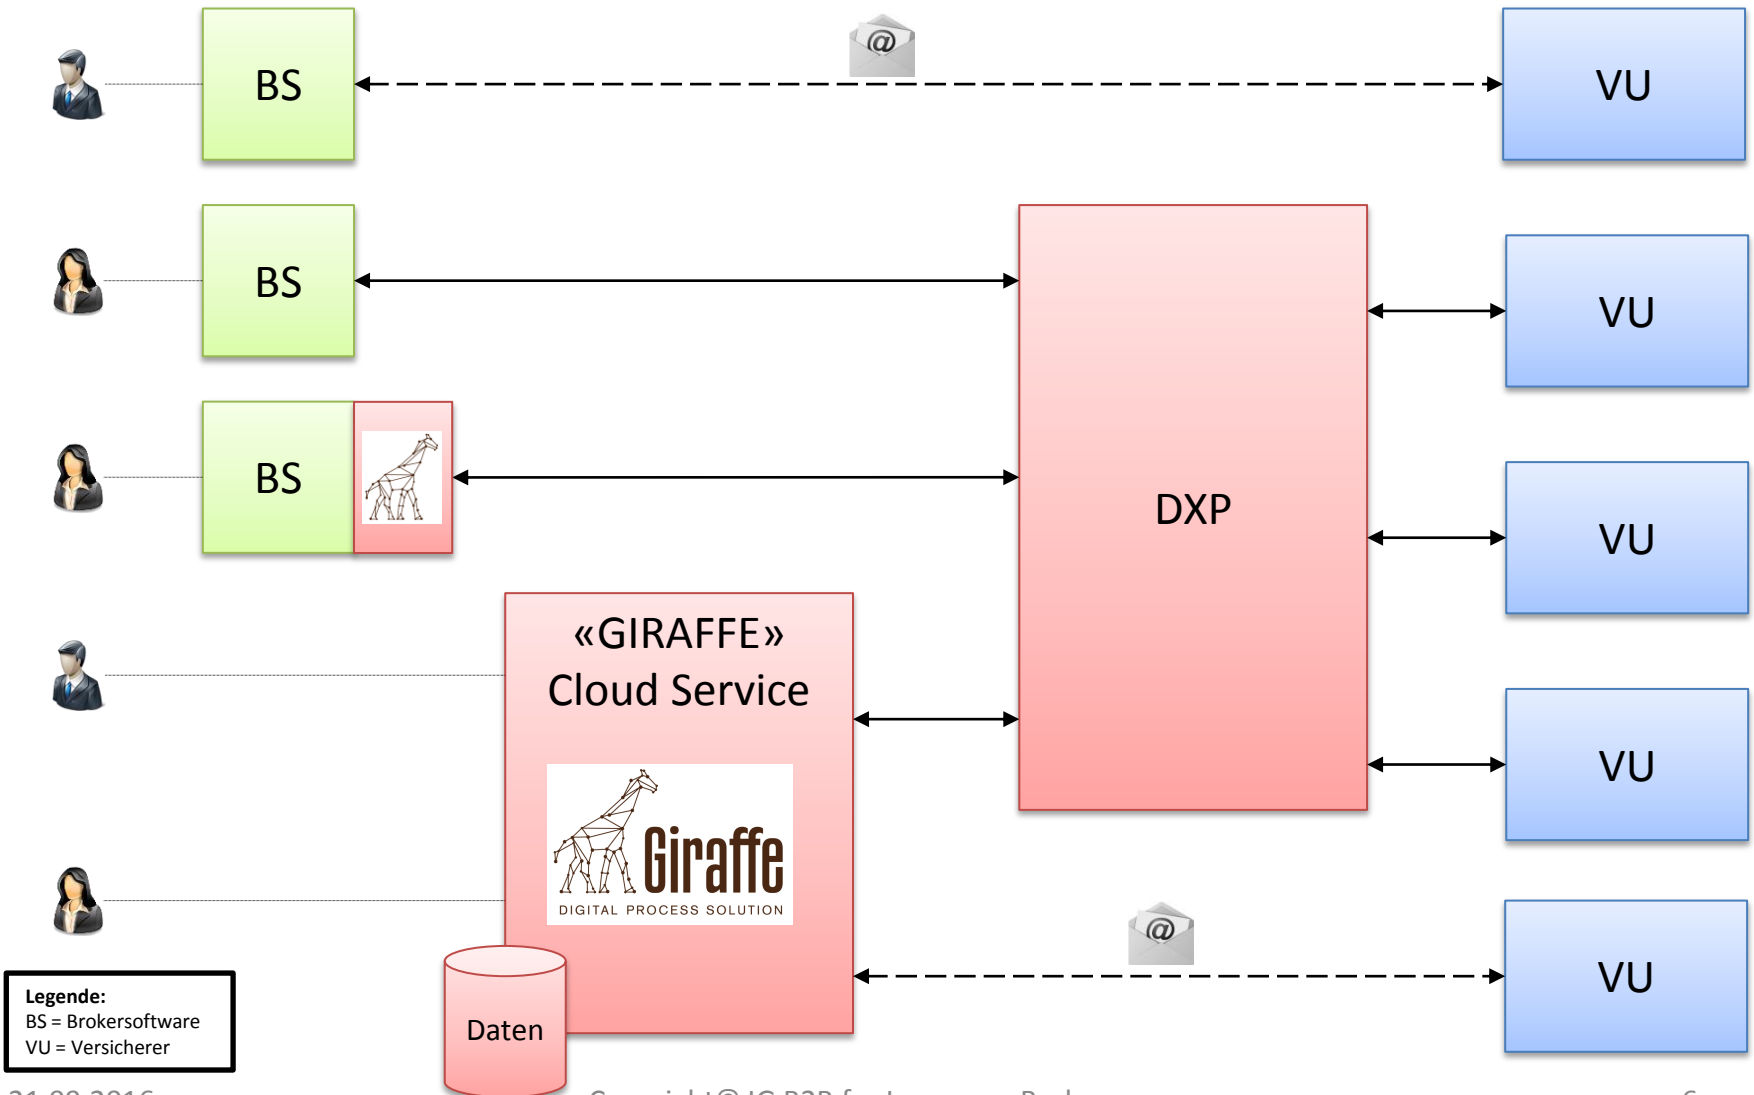 BS
@
VU
BS
VU
BS
DXP
VU
«GIRAFFE»
Cloud Service
VU
Giraffe
DIGITAL PROCESS SOLUTION
@
VU
Daten
Legende:
BS = Brokersoftware
VU = Versicherer